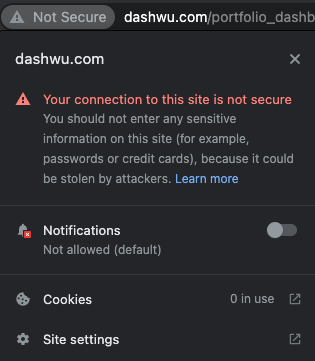 Not Secure dashwu.com/portfolio_dashb
dashwu.com
Your connection to this site is not secure
You should not enter any sensitive
information on this site (for example,
passwords or credit cards), because it could
be stolen by attackers. Learn more
Notifications
Not allowed (default)
Cookies 0 in use
Site settings